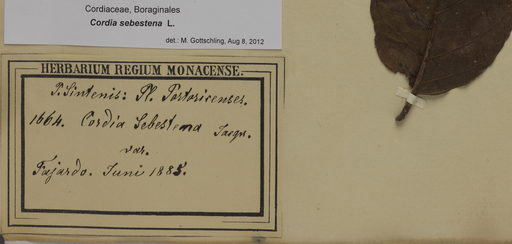 Cordiaceae, Boraginales
Cordia sebestena L.
det.: M. Gottschling, Aug 8, 2012
HERBARIUM REGIUM MONACENSE.
P. Sintenis: Pl. Portoricenses.
1664. Cordia Sebestena Jacqu.
var.
Fajardo. Juni 1885.